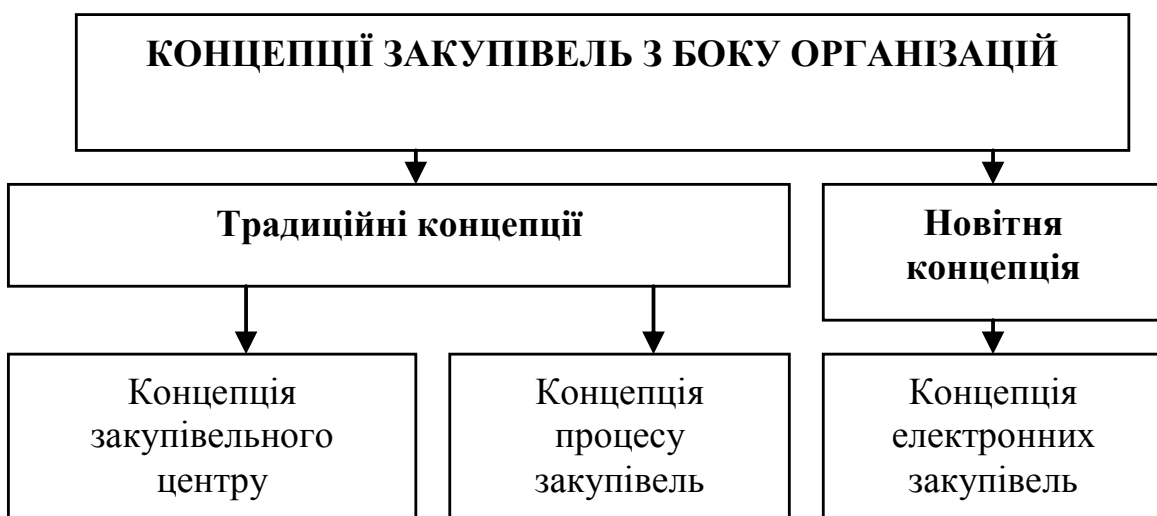 КОНЦЕПЦІЇ ЗАКУПІВЕЛЬ З БОКУ ОРГАНІЗАЦІЙ
Традиційні концепції
Новітня
концепція
Концепція
закупівельного
центру
Концепція
процесу
закупівель
Концепція
електронних
закупівель